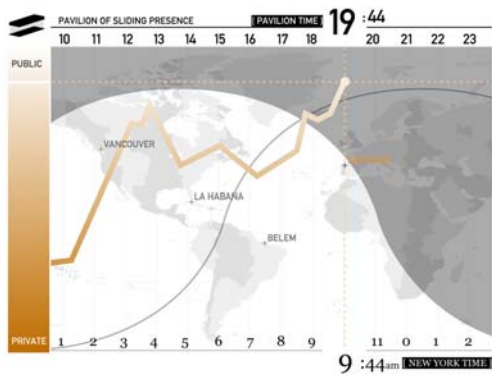 PAVILION OF SLIDING PRESENCE PAVILION TIME 19 :44
10 11 12 13 14 15 16 17 18 20 21 22 23
PUBLIC
VANCOUVER
LA HABANA
BELEM
PRIVATE 1 2 3 4 5 6 7 8 9 11 0 1 2
9 :44am NEW YORK TIME